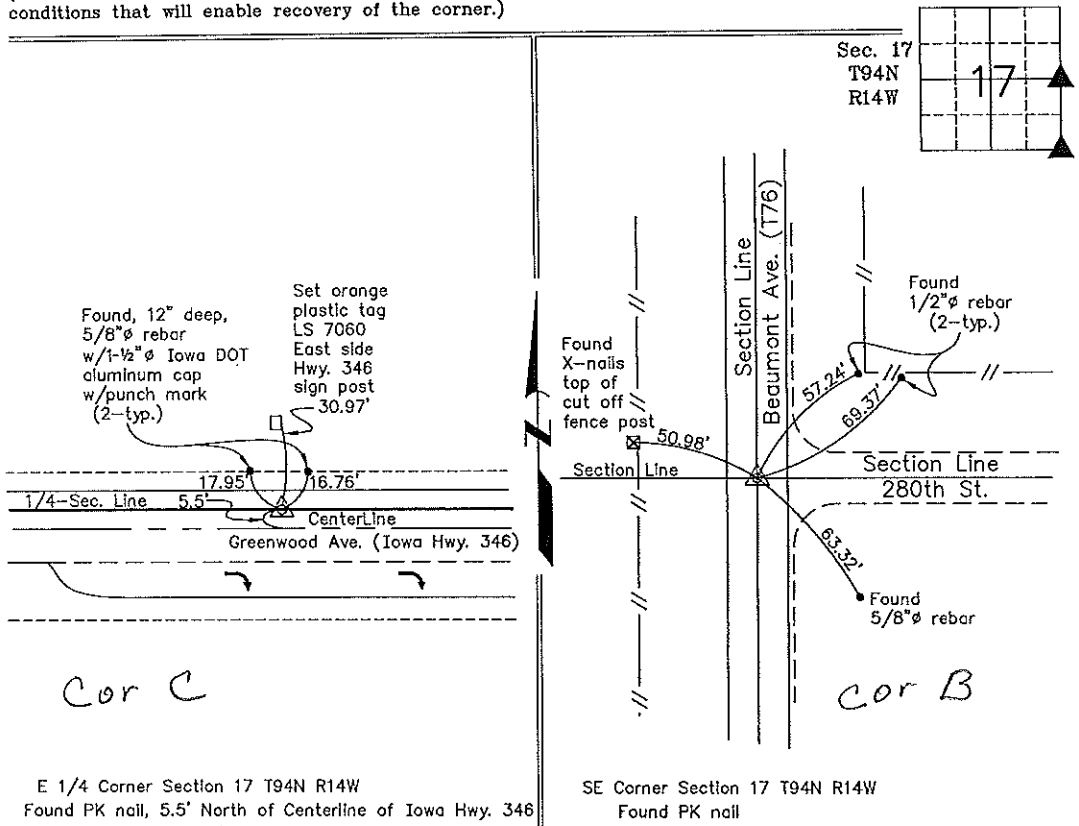 conditions that will enable recovery of the corner.)
Sec. 17
T94N
R14W
17
Found, 12" deep,
5/8"ø rebar
w/1-½"ø Iowa DOT
aluminum cap
w/punch mark
(2-typ.)
Set orange
plastic tag
LS 7060
East side
Hwy. 346
sign post
30.97'
17.95'
16.76'
1/4-Sec. Line
5.5'
CenterLine
Greenwood Ave. (Iowa Hwy. 346)
Cor C
E 1/4 Corner Section 17 T94N R14W
Found PK nail, 5.5' North of Centerline of Iowa Hwy. 346
N
Section Line
Beaumont Ave. (T76)
Found
1/2"ø rebar
(2-typ.)
Found
X-nails
top of
cut off
fence post
57.24'
69.37'
50.98'
Section Line
Section Line
280th St.
63.32'
Found
5/8"ø rebar
Cor B
SE Corner Section 17 T94N R14W
Found PK nail